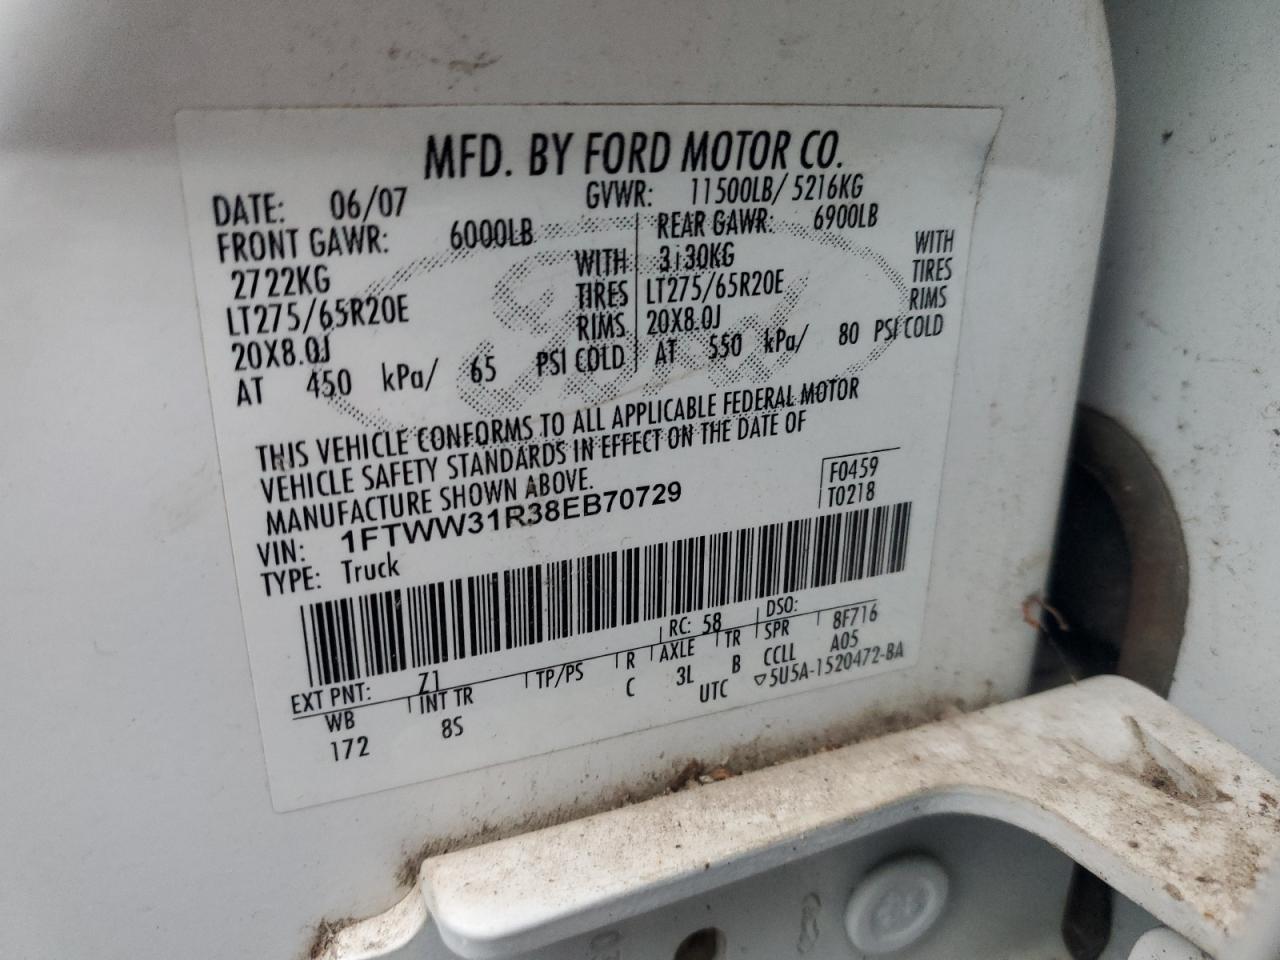 MFD. BY FORD MOTOR CO.
DATE: 06/07 GVWR: 11500LB/ 5216KG
FRONT GAWR: 6000LB REAR GAWR: 6900LB
2722KG WITH 3130KG WITH
LT275/65R20E TIRES LT275/65R20E TIRES
20X8.0J RIMS 20X8.0J RIMS
AT 450 kPa/ 65 PSI COLD AT 550 kPa/ 80 PSI COLD
THIS VEHICLE CONFORMS TO ALL APPLICABLE FEDERAL MOTOR
VEHICLE SAFETY STANDARDS IN EFFECT ON THE DATE OF
MANUFACTURE SHOWN ABOVE.
F0459
T0218
VIN: 1FTWW31R38EB70729
TYPE: Truck
EXT PNT: Z1 RC: 58 DSO: 8F716
WB INT TR TP/PS R AXLE TR SPR
172 8S C 3L B CCLL A05
UTC ▽5U5A-1520472-BA